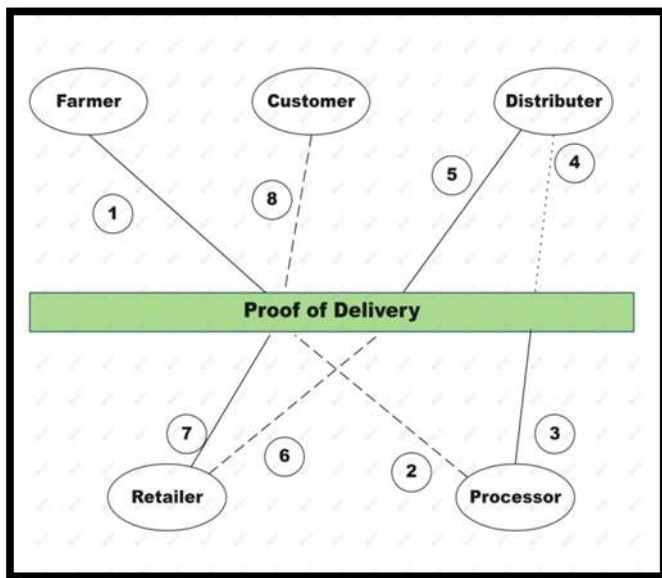 Farmer
Customer
Distributer
4
5
8
1
Proof of Delivery
7
3
6
2
Retailer
Processor